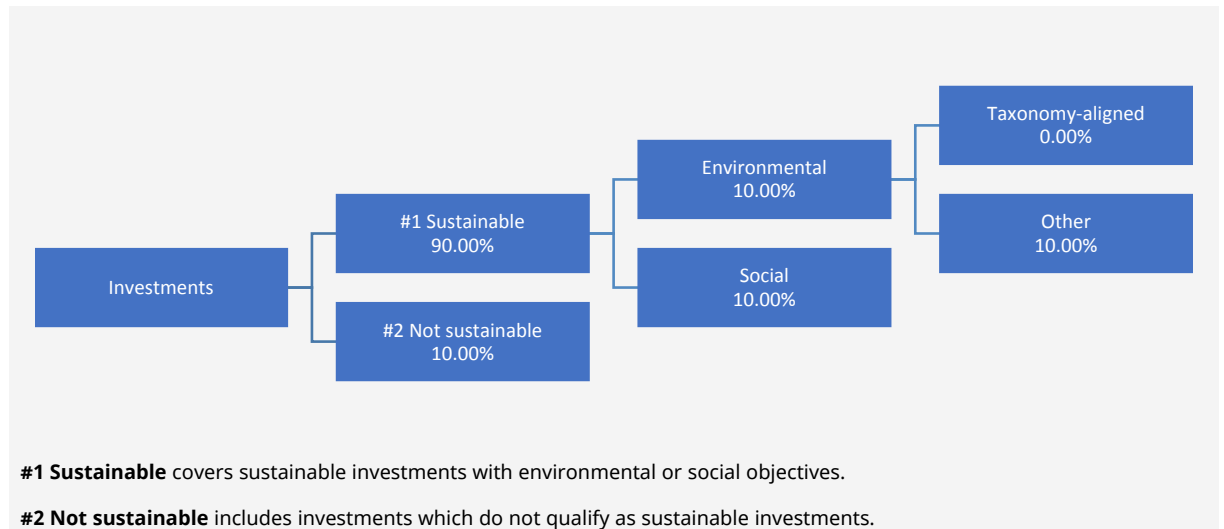 Investments
#1 Sustainable
90.00%
#2 Not sustainable
10.00%
Environmental
10.00%
Social
10.00%
Taxonomy-aligned
0.00%
Other
10.00%
#1 Sustainable covers sustainable investments with environmental or social objectives.
#2 Not sustainable includes investments which do not qualify as sustainable investments.